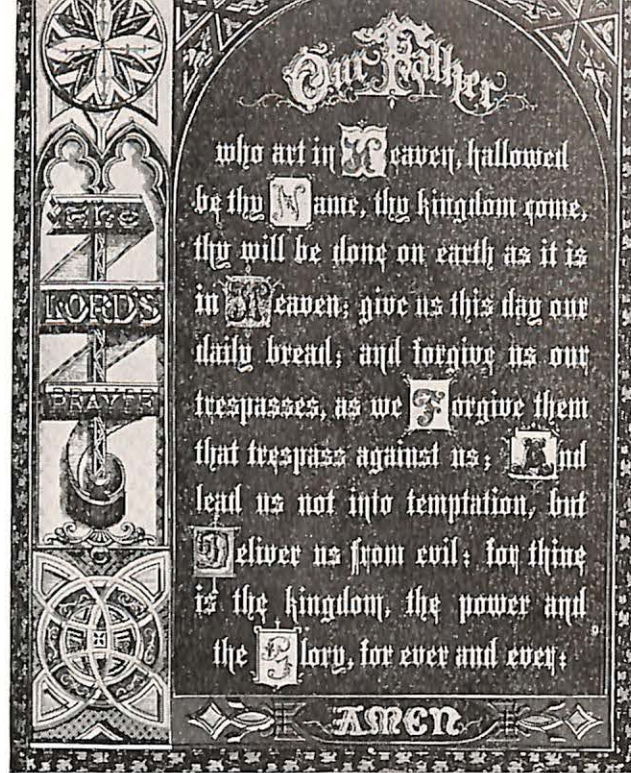 The
LORD'S
PRAYER
Our Father
who art in Heaven, hallowed
be thy Name, thy kingdom come,
thy will be done on earth as it is
in Heaven; give us this day our
daily bread; and forgive us our
trespasses, as we Forgive them
that trespass against us; And
lead us not into temptation, but
Deliver us from evil: for thine
is the kingdom, the power and
the Glory, for ever and ever:
AMEN